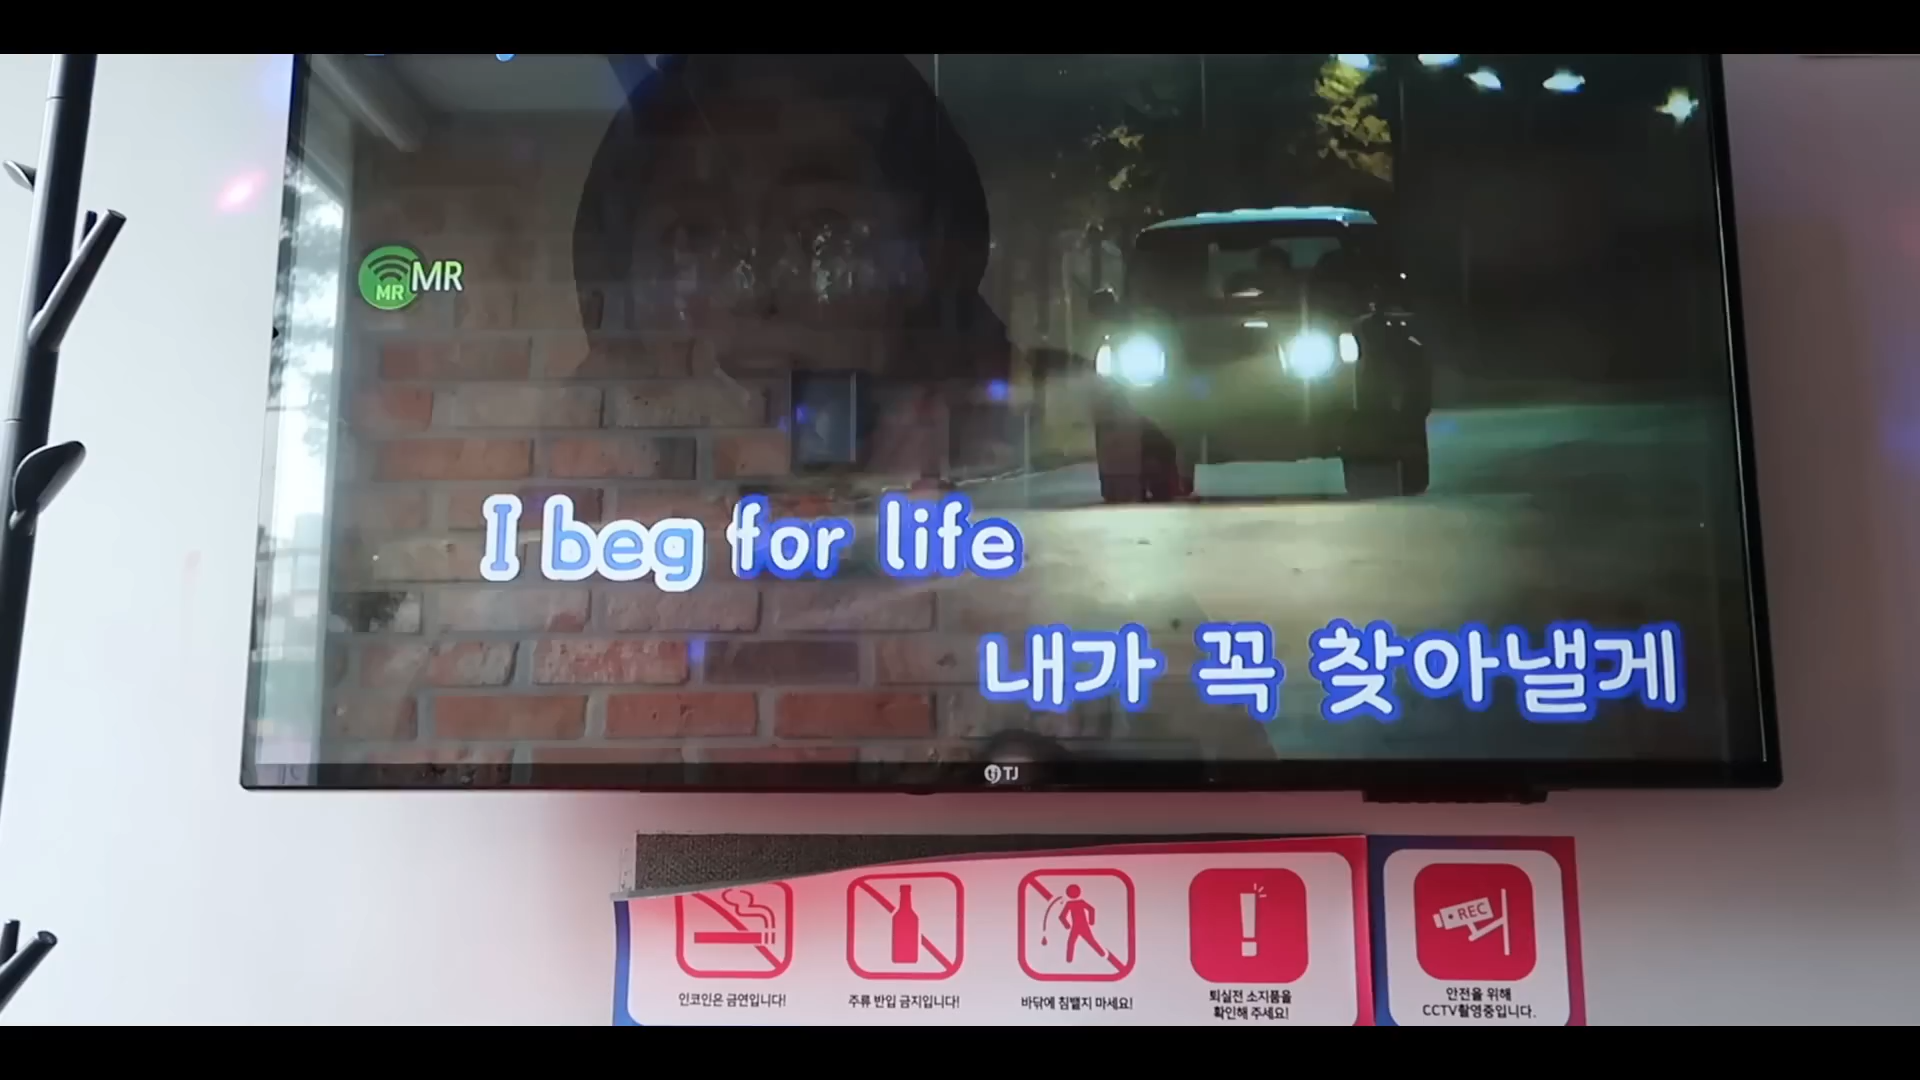 MR
MR
I beg for life
내가 꼭 찾아낼게
TJ
인코인은 금연입니다!
주류 반입 금지입니다!
바닦에 침뱉지 마세요!
퇴실전 소지품을
확인해 주세요!
REC
안전을 위해
CCTV촬영중입니다.